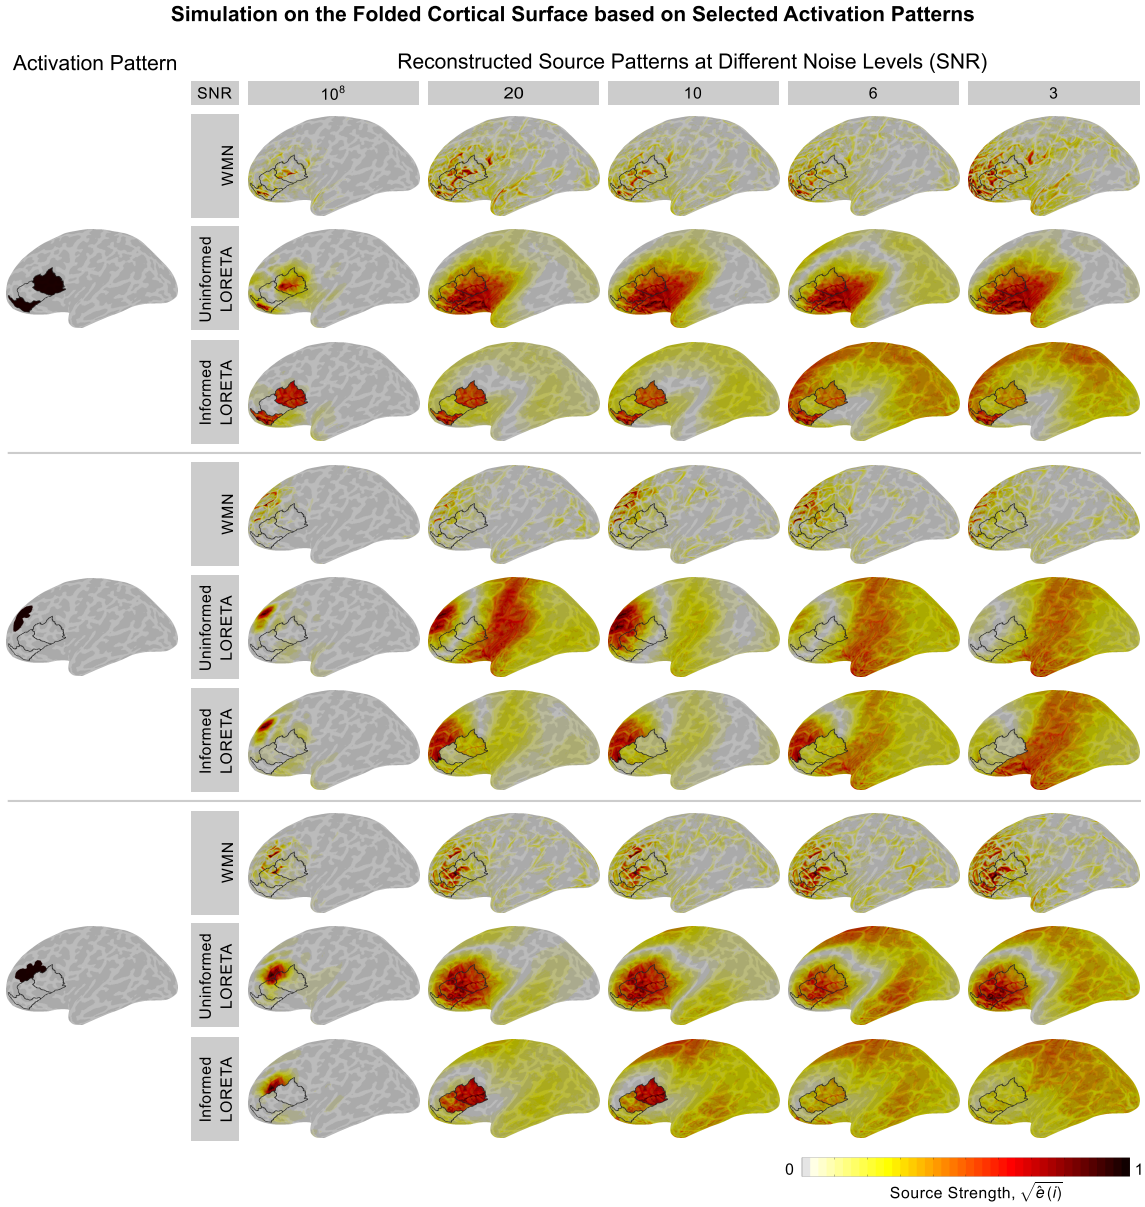 Simulation on the Folded Cortical Surface based on Selected Activation Patterns
Activation Pattern
Reconstructed Source Patterns at Different Noise Levels (SNR)
SNR 10⁸ 20 10 6 3
WMN
Uninformed
LORETA
Informed
LORETA
WMN
Uninformed
LORETA
Informed
LORETA
WMN
Uninformed
LORETA
Informed
LORETA
0 1
Source Strength, √ê(i)